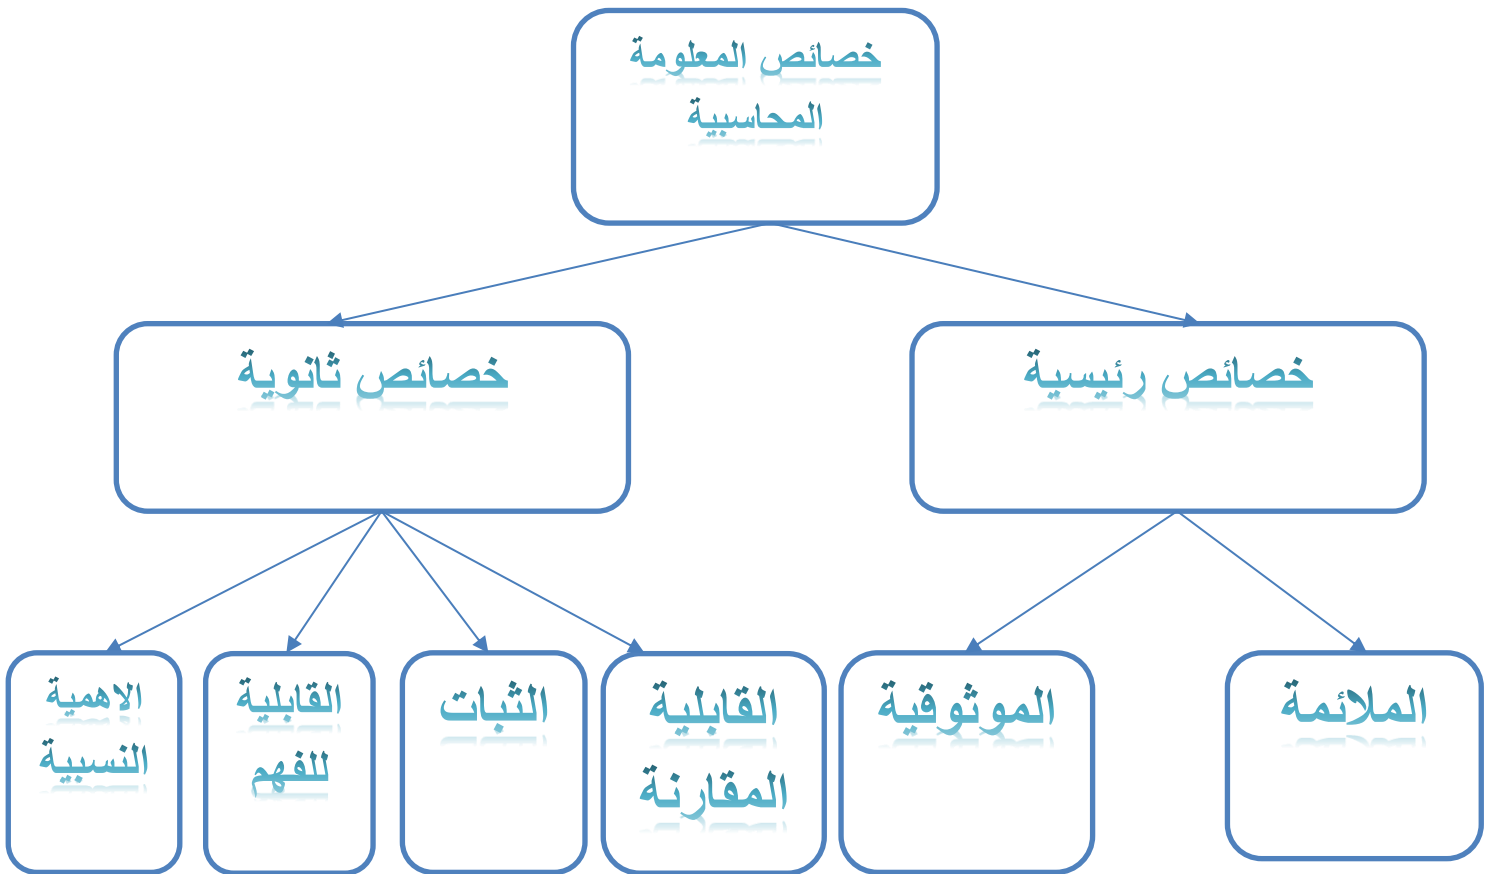 خصائص المعلومة
المحاسبية
خصائص رئيسية
خصائص ثانوية
الملائمة
الموثوقية
القابلية
المقارنة
الثبات
القابلية
للفهم
الاهمية
النسبية